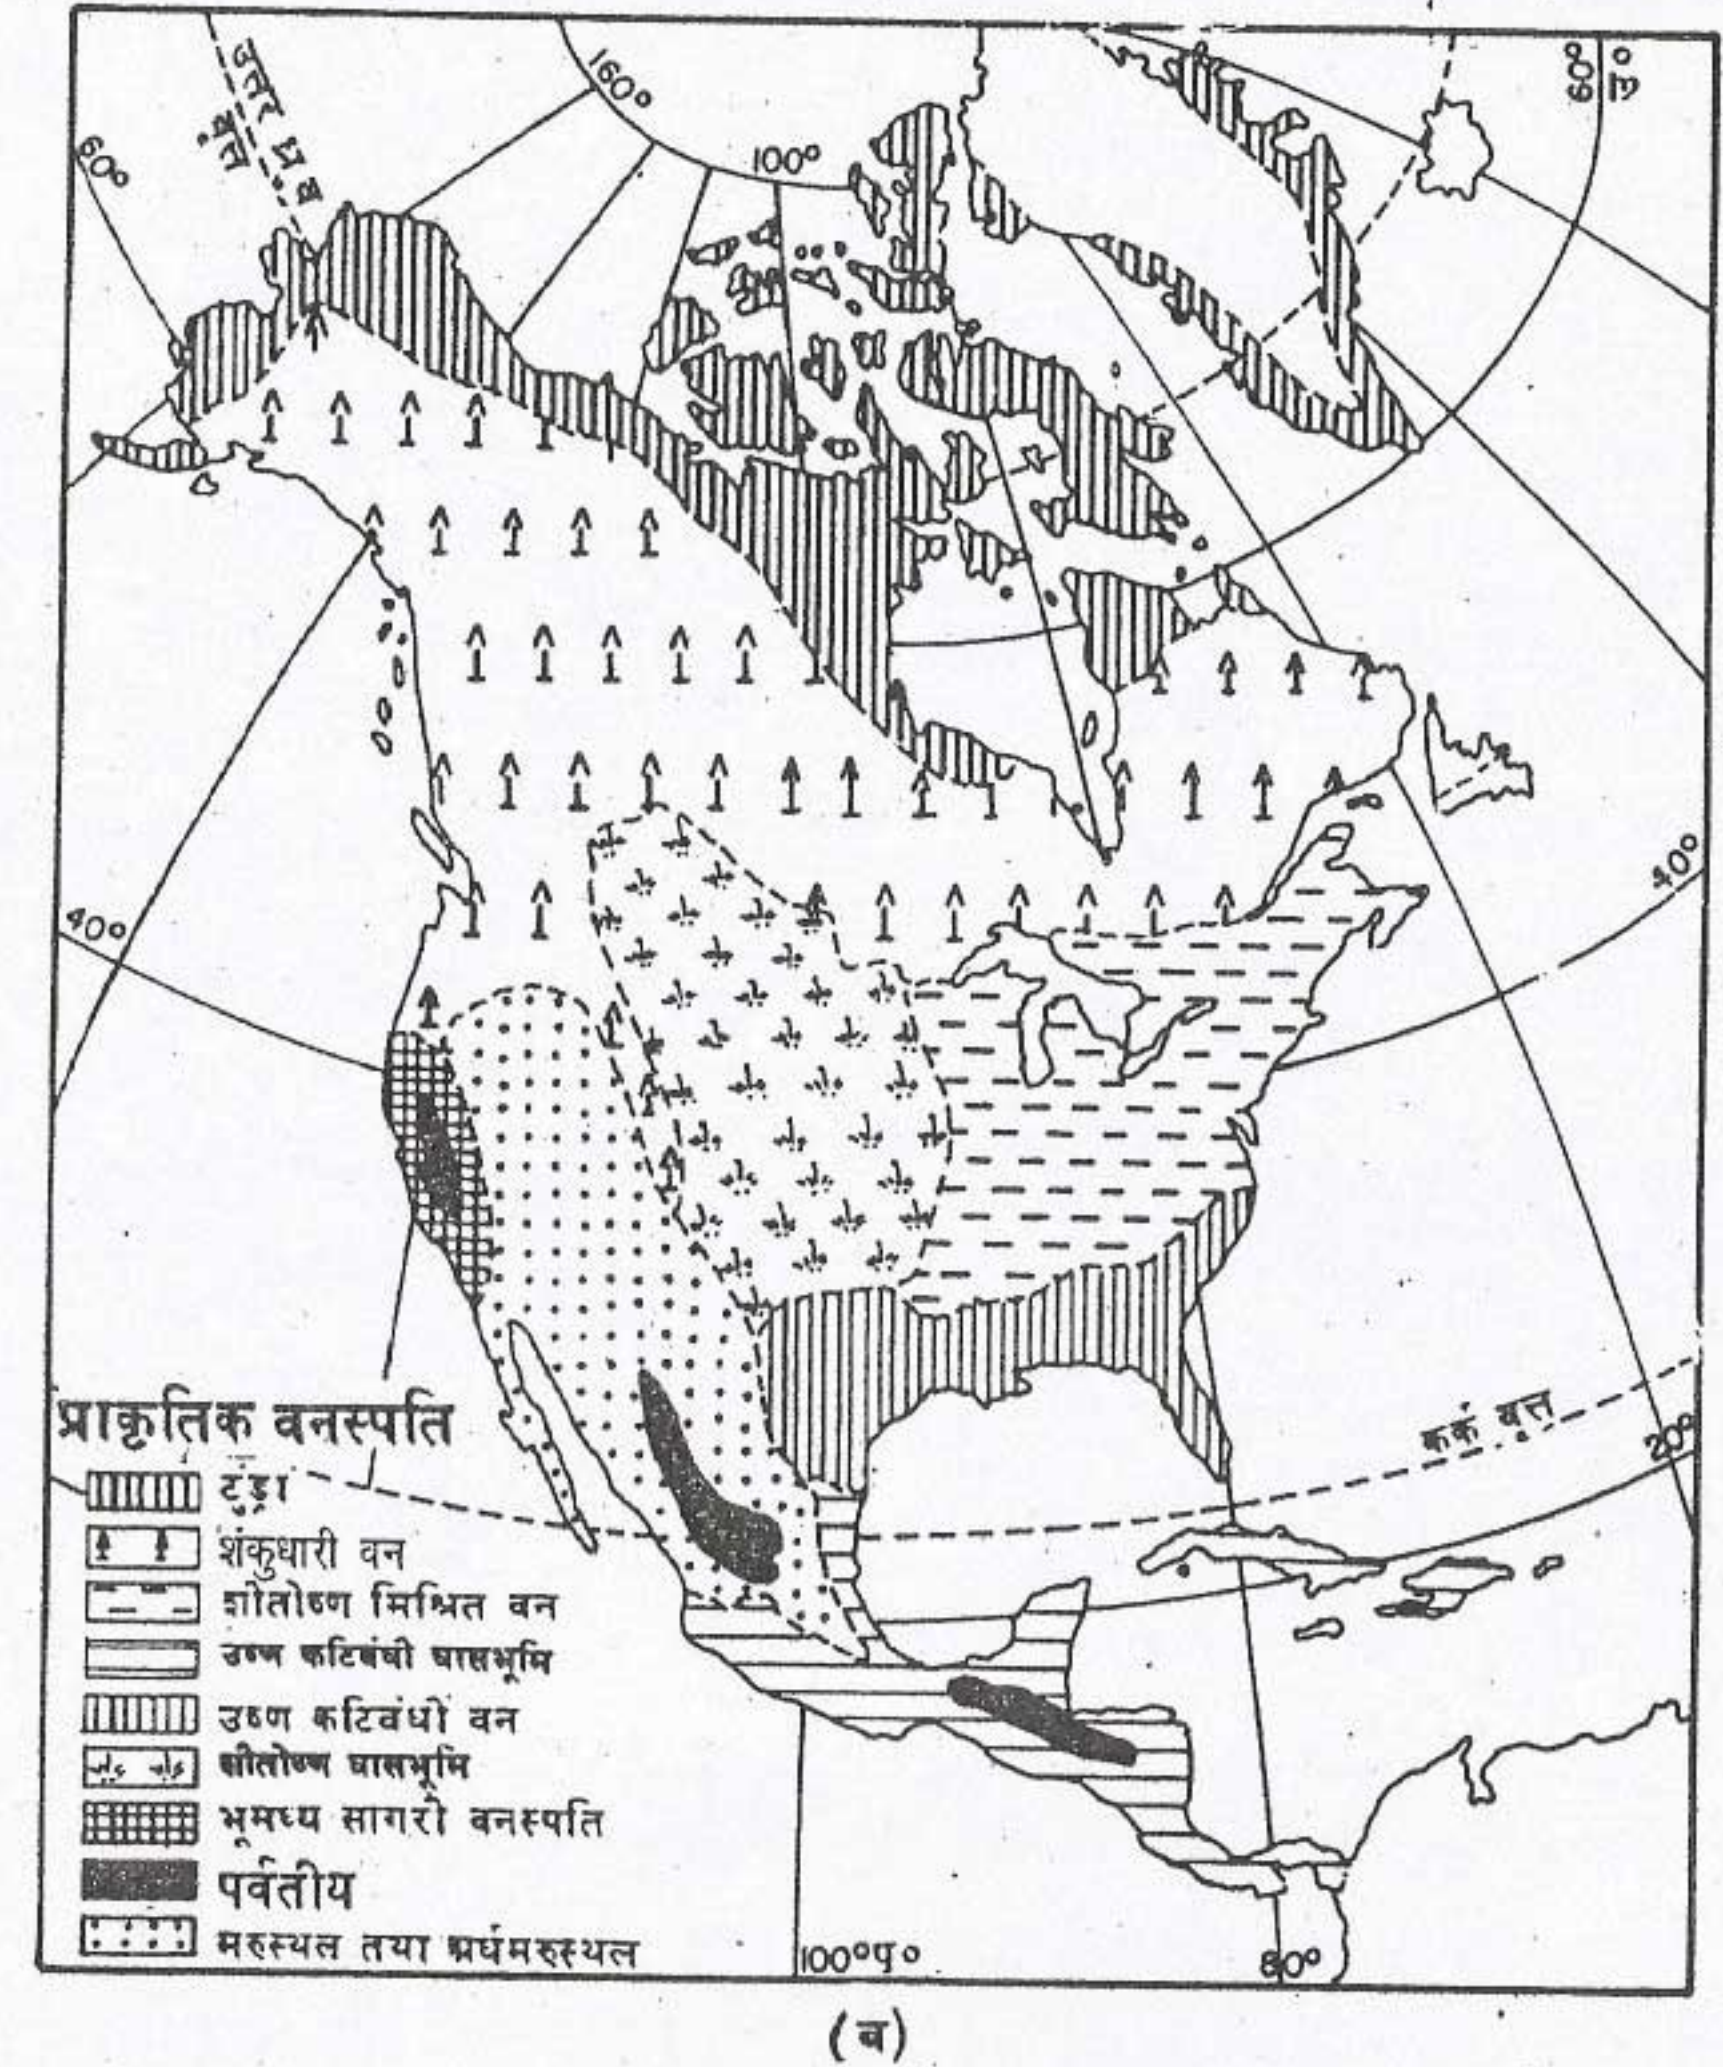 उत्तर ध्रुव
वृत
160°
60°
उ०
60°
100°
40°
40°
कर्क वृत्त
20°
प्राकृतिक वनस्पति
टुंड्रा
शंकुधारी वन
शीतोष्ण मिश्रित वन
उष्ण कटिबंधी घासभूमि
उष्ण कटिबंधी वन
शीतोष्ण घासभूमि
भूमध्य सागरी वनस्पति
पर्वतीय
मरुस्थल तथा अर्धमरुस्थल
100°प०
80°
(ब)